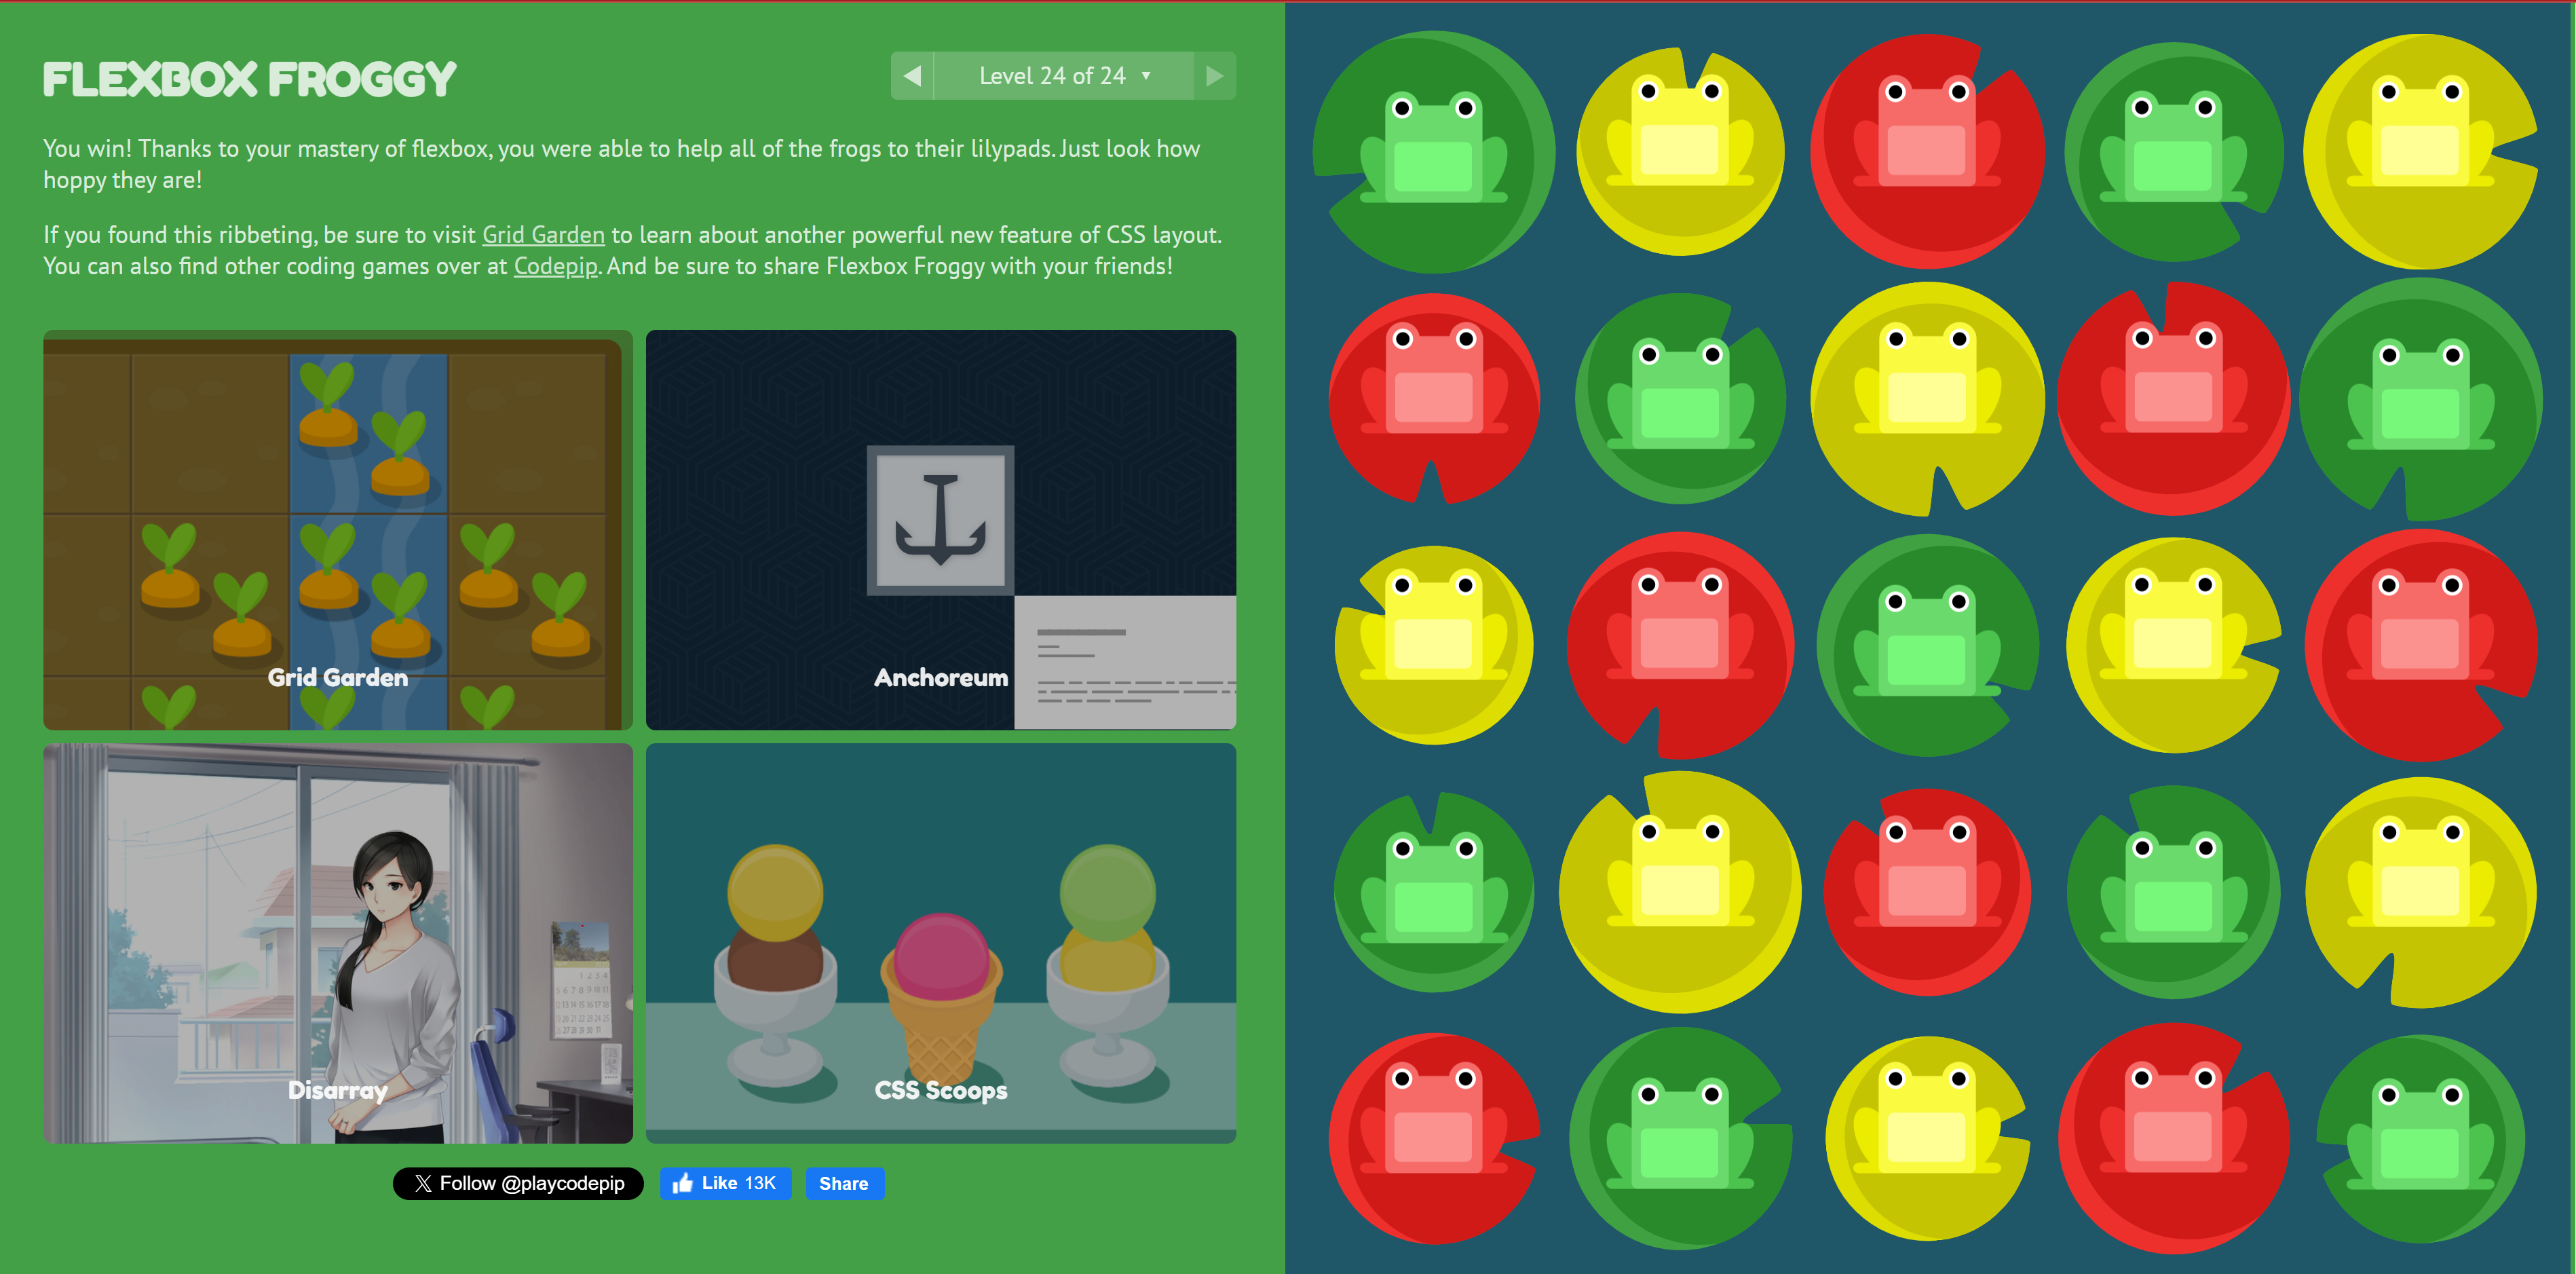 FLEXBOX FROGGY
Level 24 of 24 ▼
You win! Thanks to your mastery of flexbox, you were able to help all of the frogs to their lilypads. Just look how
hoppy they are!
If you found this ribbeting, be sure to visit Grid Garden to learn about another powerful new feature of CSS layout.
You can also find other coding games over at Codepip. And be sure to share Flexbox Froggy with your friends!
Grid Garden
Anchoreum
Disarray
CSS Scoops
Follow @playcodepip
Like 13K
Share